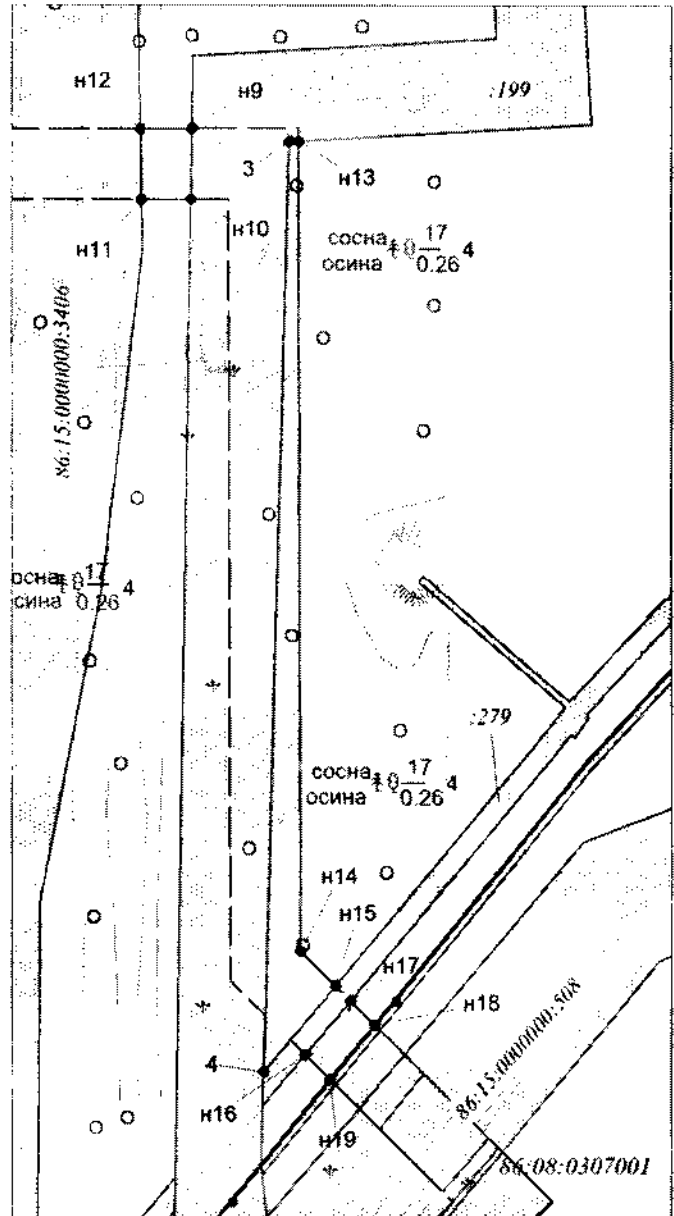 н12
н9
:199
3
н13
н11
н10
сосна 17 4
осина 0.26
86:15:0000000:3406
осна 17 4
сина 0.26
:279
сосна 17 4
осина 0.26
н14
н15
н17
н18
4
н16
н19
86:15:0000000:508
86:08:0307001